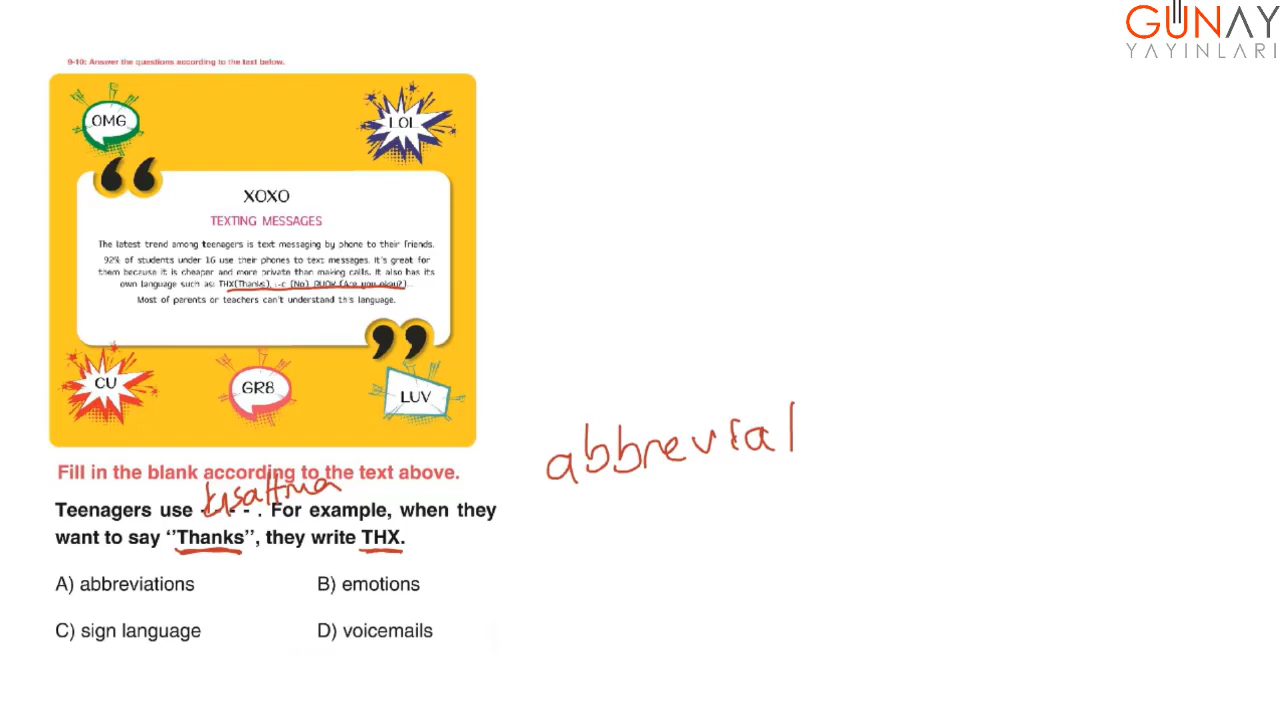 GÜNAY
YAYINLARI
9-10: Answer the questions according to the text below.
OMG
LOL
XOXO
TEXTING MESSAGES
The latest trend among teenagers is text messaging by phone to their friends.
92% of students under 16 use their phones to text messeges. It's great for
them because it is cheaper and more private than making calls. It also has its
own language such as: THX(Thanks), :-c (No) RUOK (Are you okay?)...
Most of parents or teachers can't understand this language.
CU
GR8
LUV
abbrevial
Fill in the blank according to the text above.
kısaltma
Teenagers use - - - - . For example, when they
want to say ‘‘Thanks’’, they write THX.
A) abbreviations
B) emotions
C) sign language
D) voicemails